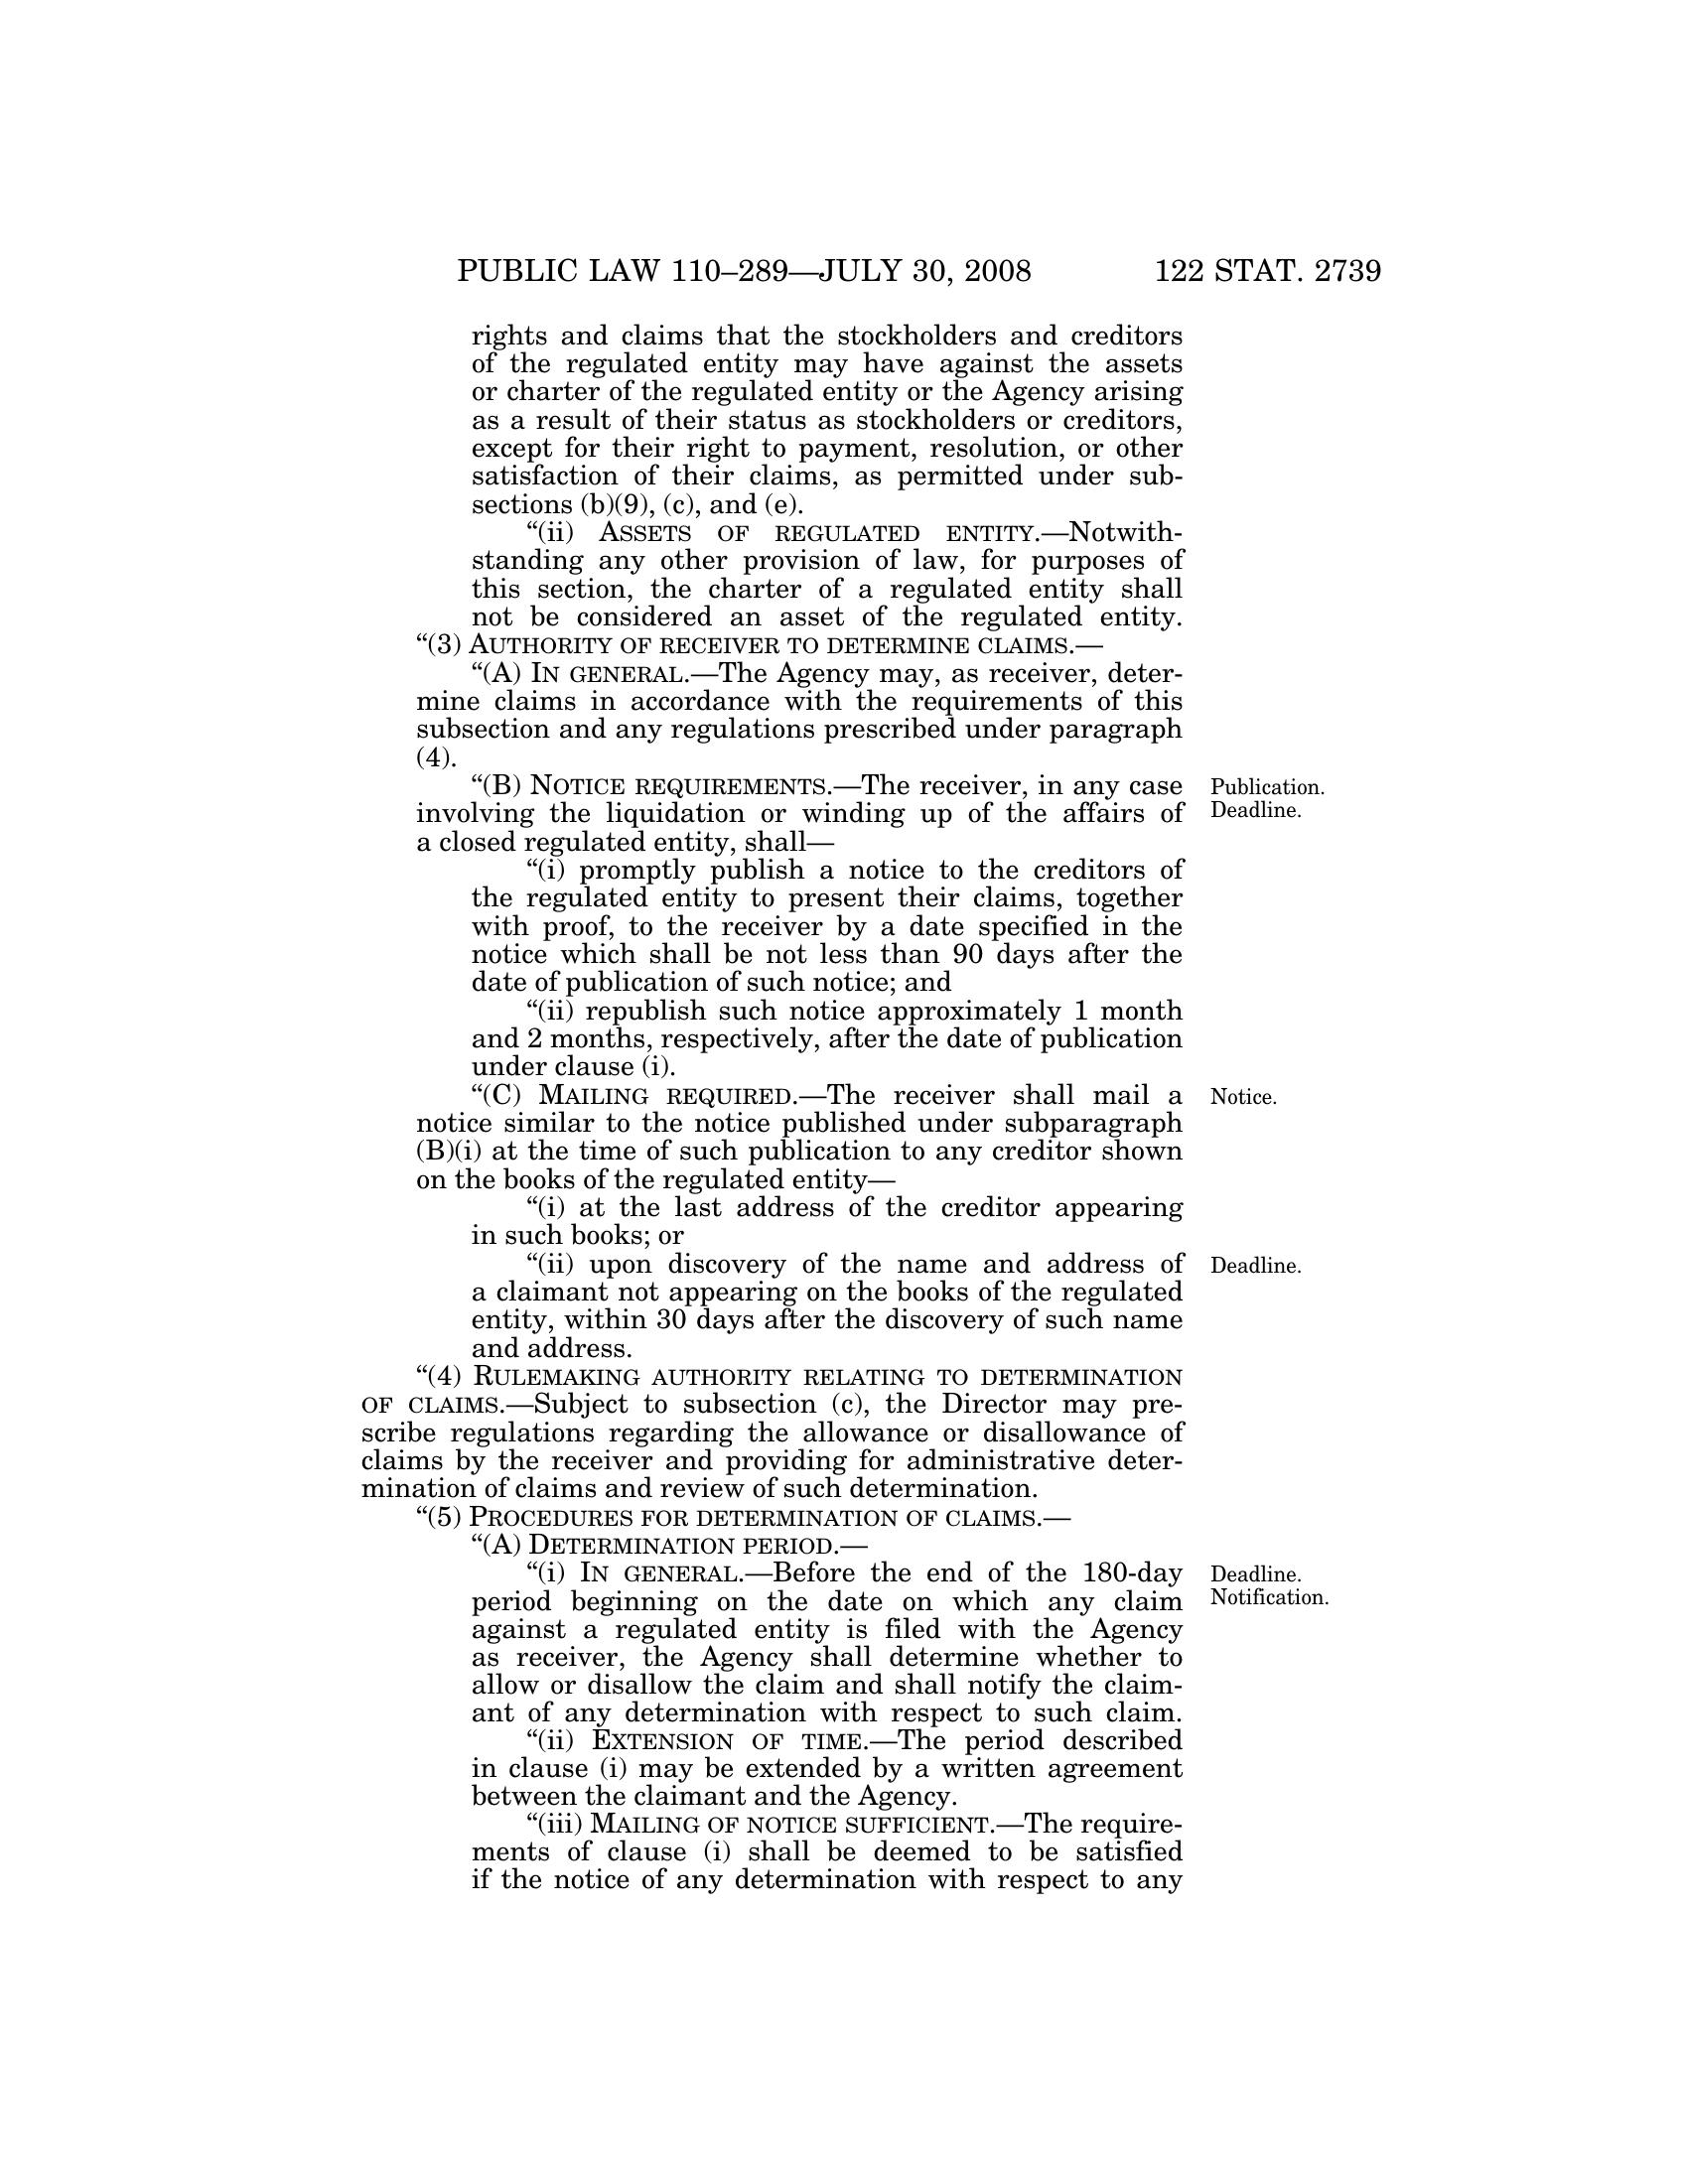 PUBLIC LAW 110–289—JULY 30, 2008 122 STAT. 2739
rights and claims that the stockholders and creditors
of the regulated entity may have against the assets
or charter of the regulated entity or the Agency arising
as a result of their status as stockholders or creditors,
except for their right to payment, resolution, or other
satisfaction of their claims, as permitted under sub-
sections (b)(9), (c), and (e).
“(ii) ASSETS OF REGULATED ENTITY.—Notwith-
standing any other provision of law, for purposes of
this section, the charter of a regulated entity shall
not be considered an asset of the regulated entity.
“(3) AUTHORITY OF RECEIVER TO DETERMINE CLAIMS.—
“(A) IN GENERAL.—The Agency may, as receiver, deter-
mine claims in accordance with the requirements of this
subsection and any regulations prescribed under paragraph
(4).
“(B) NOTICE REQUIREMENTS.—The receiver, in any case
involving the liquidation or winding up of the affairs of
a closed regulated entity, shall—
“(i) promptly publish a notice to the creditors of
the regulated entity to present their claims, together
with proof, to the receiver by a date specified in the
notice which shall be not less than 90 days after the
date of publication of such notice; and
“(ii) republish such notice approximately 1 month
and 2 months, respectively, after the date of publication
under clause (i).
“(C) MAILING REQUIRED.—The receiver shall mail a
notice similar to the notice published under subparagraph
(B)(i) at the time of such publication to any creditor shown
on the books of the regulated entity—
“(i) at the last address of the creditor appearing
in such books; or
“(ii) upon discovery of the name and address of
a claimant not appearing on the books of the regulated
entity, within 30 days after the discovery of such name
and address.
“(4) RULEMAKING AUTHORITY RELATING TO DETERMINATION
OF CLAIMS.—Subject to subsection (c), the Director may pre-
scribe regulations regarding the allowance or disallowance of
claims by the receiver and providing for administrative deter-
mination of claims and review of such determination.
“(5) PROCEDURES FOR DETERMINATION OF CLAIMS.—
“(A) DETERMINATION PERIOD.—
“(i) IN GENERAL.—Before the end of the 180-day
period beginning on the date on which any claim
against a regulated entity is filed with the Agency
as receiver, the Agency shall determine whether to
allow or disallow the claim and shall notify the claim-
ant of any determination with respect to such claim.
“(ii) EXTENSION OF TIME.—The period described
in clause (i) may be extended by a written agreement
between the claimant and the Agency.
“(iii) MAILING OF NOTICE SUFFICIENT.—The require-
ments of clause (i) shall be deemed to be satisfied
if the notice of any determination with respect to any
Publication.
Deadline.
Notice.
Deadline.
Deadline.
Notification.